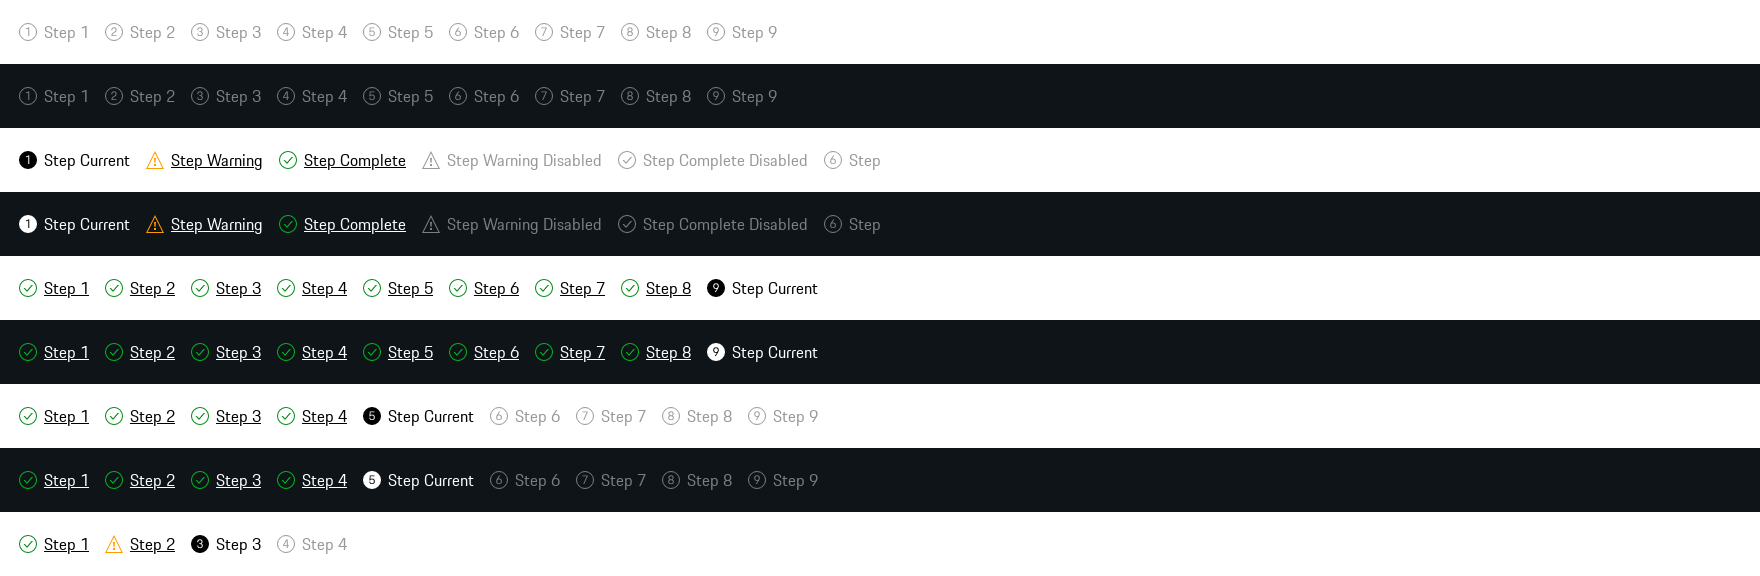 1 Step 1 2 Step 2 3 Step 3 4 Step 4 5 Step 5 6 Step 6 7 Step 7 8 Step 8 9 Step 9
1 Step 1 2 Step 2 3 Step 3 4 Step 4 5 Step 5 6 Step 6 7 Step 7 8 Step 8 9 Step 9
1 Step Current Step Warning Step Complete Step Warning Disabled Step Complete Disabled 6 Step
1 Step Current Step Warning Step Complete Step Warning Disabled Step Complete Disabled 6 Step
Step 1 Step 2 Step 3 Step 4 Step 5 Step 6 Step 7 Step 8 9 Step Current
Step 1 Step 2 Step 3 Step 4 Step 5 Step 6 Step 7 Step 8 9 Step Current
Step 1 Step 2 Step 3 Step 4 5 Step Current 6 Step 6 7 Step 7 8 Step 8 9 Step 9
Step 1 Step 2 Step 3 Step 4 5 Step Current 6 Step 6 7 Step 7 8 Step 8 9 Step 9
Step 1 Step 2 3 Step 3 4 Step 4